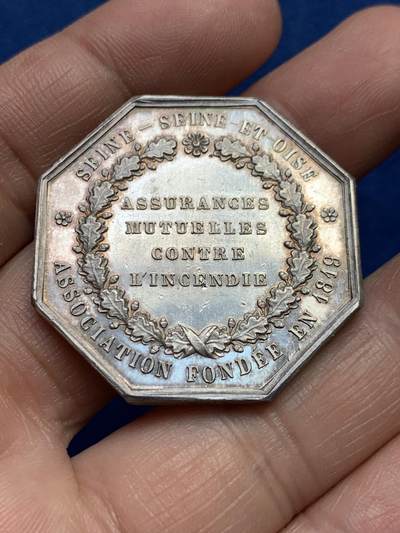 SEINE – SEINE ET OISE
ASSURANCES
MUTUELLES
CONTRE
L'INCENDIE
ASSOCIATION FONDÉE EN 1819